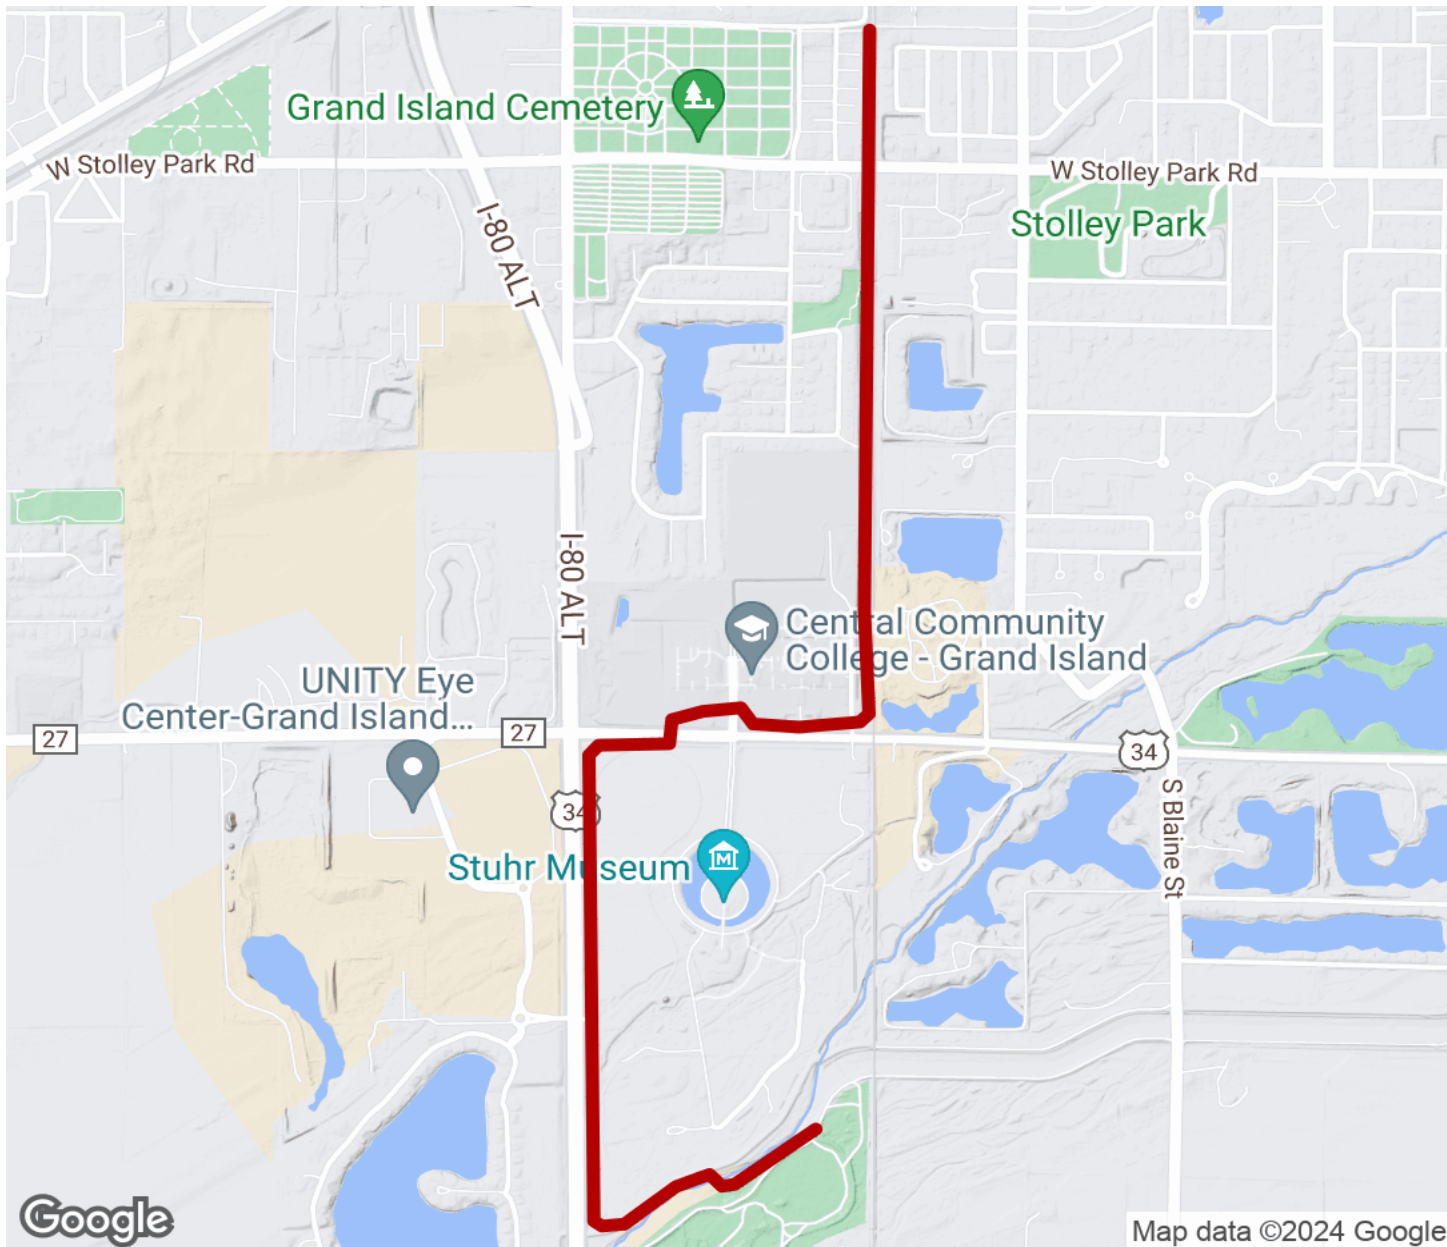 Grand Island Cemetery
W Stolley Park Rd
W Stolley Park Rd
Stolley Park
I-80 ALT
I-80 ALT
Central Community
College - Grand Island
UNITY Eye
Center-Grand Island...
27
27
34
34
S Blaine St
Stuhr Museum
M
Google
Map data ©2024 Google